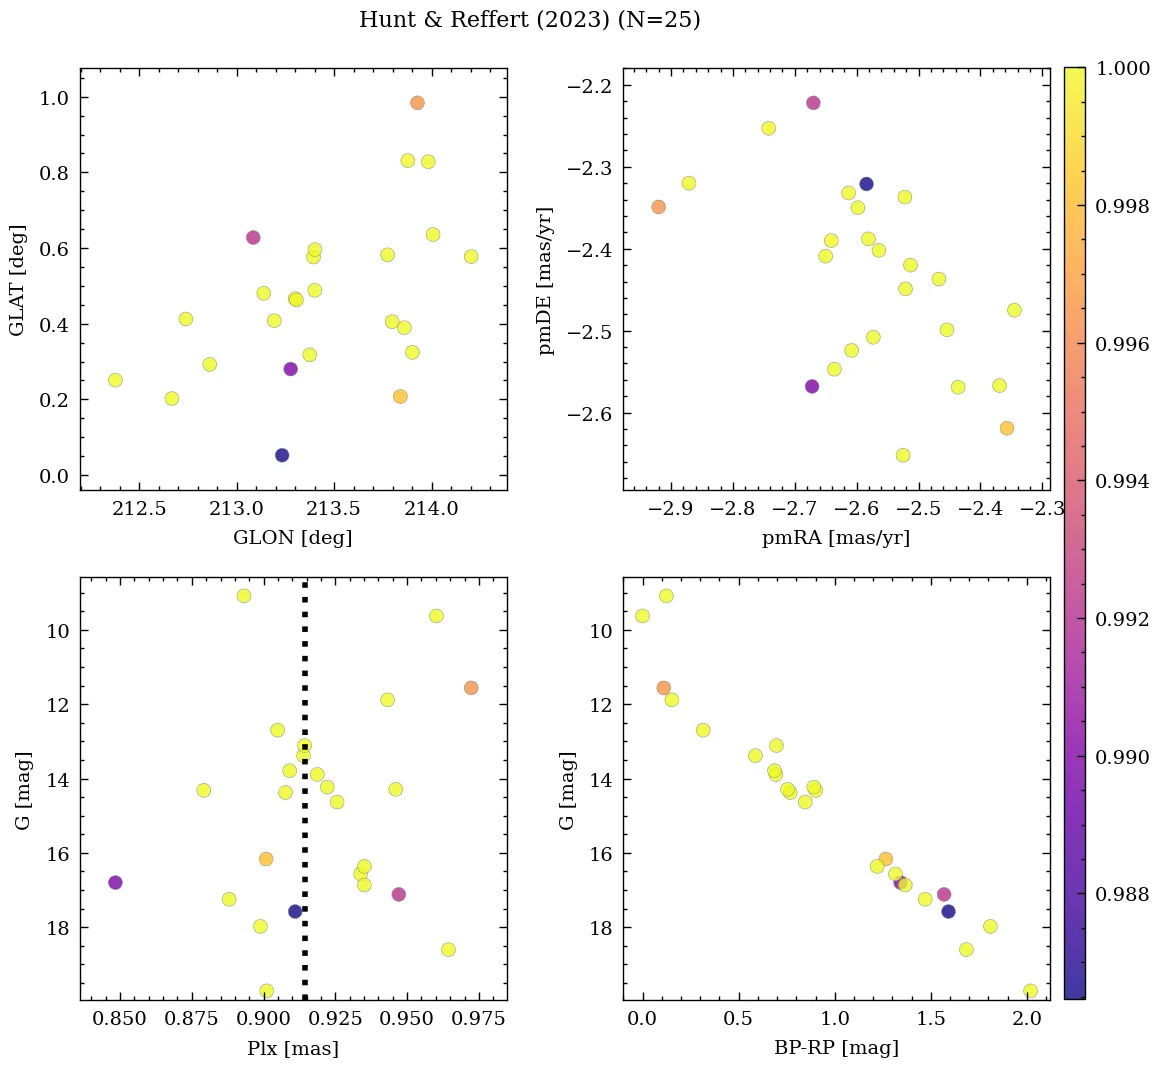 Hunt & Reffert (2023) (N=25)
1.0
0.8
0.6
0.4
0.2
0.0
GLAT [deg]
212.5 213.0 213.5 214.0
GLON [deg]
−2.2
−2.3
−2.4
−2.5
−2.6
pmDE [mas/yr]
−2.9 −2.8 −2.7 −2.6 −2.5 −2.4 −2.3
pmRA [mas/yr]
1.000
0.998
0.996
0.994
0.992
0.990
0.988
10
12
14
16
18
G [mag]
0.850 0.875 0.900 0.925 0.950 0.975
Plx [mas]
10
12
14
16
18
G [mag]
0.0 0.5 1.0 1.5 2.0
BP-RP [mag]